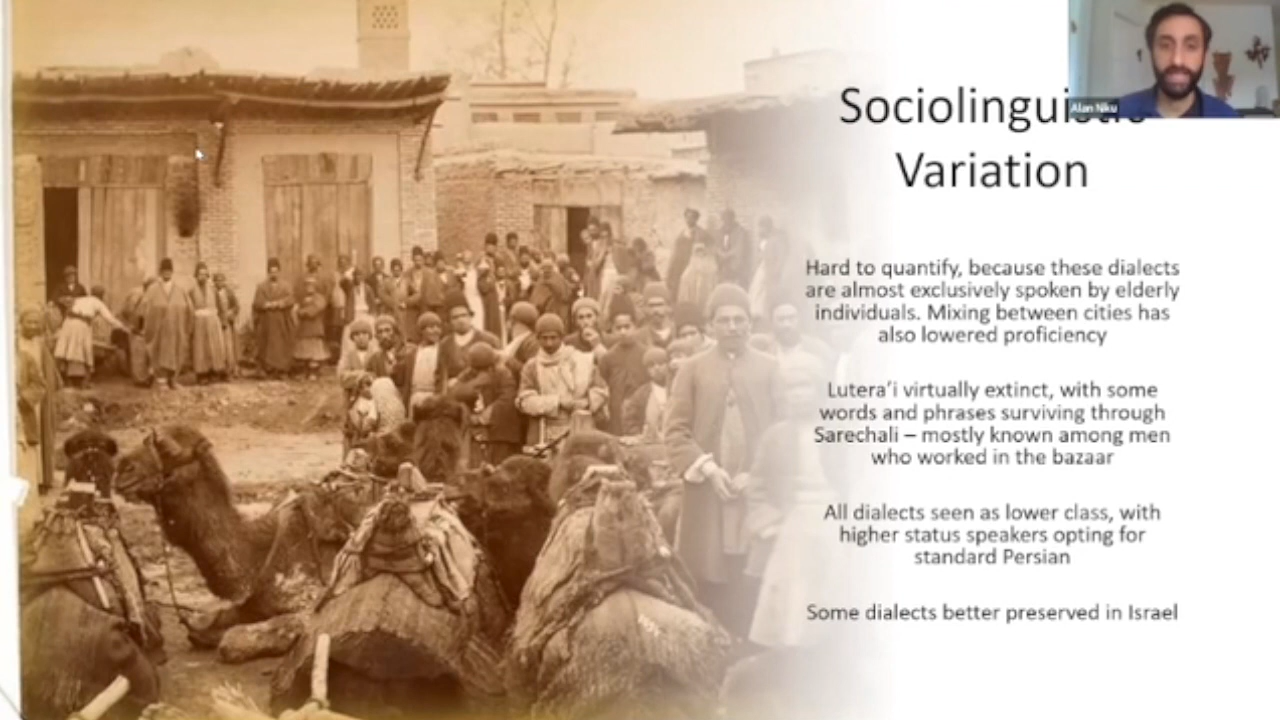 Alan Niku
Variation
Hard to quantify, because these dialects
are almost exclusively spoken by elderly
individuals. Mixing between cities has
also lowered proficiency
Lutera’i virtually extinct, with some
words and phrases surviving through
Sarechali – mostly known among men
who worked in the bazaar
All dialects seen as lower class, with
higher status speakers opting for
standard Persian
Some dialects better preserved in Israel